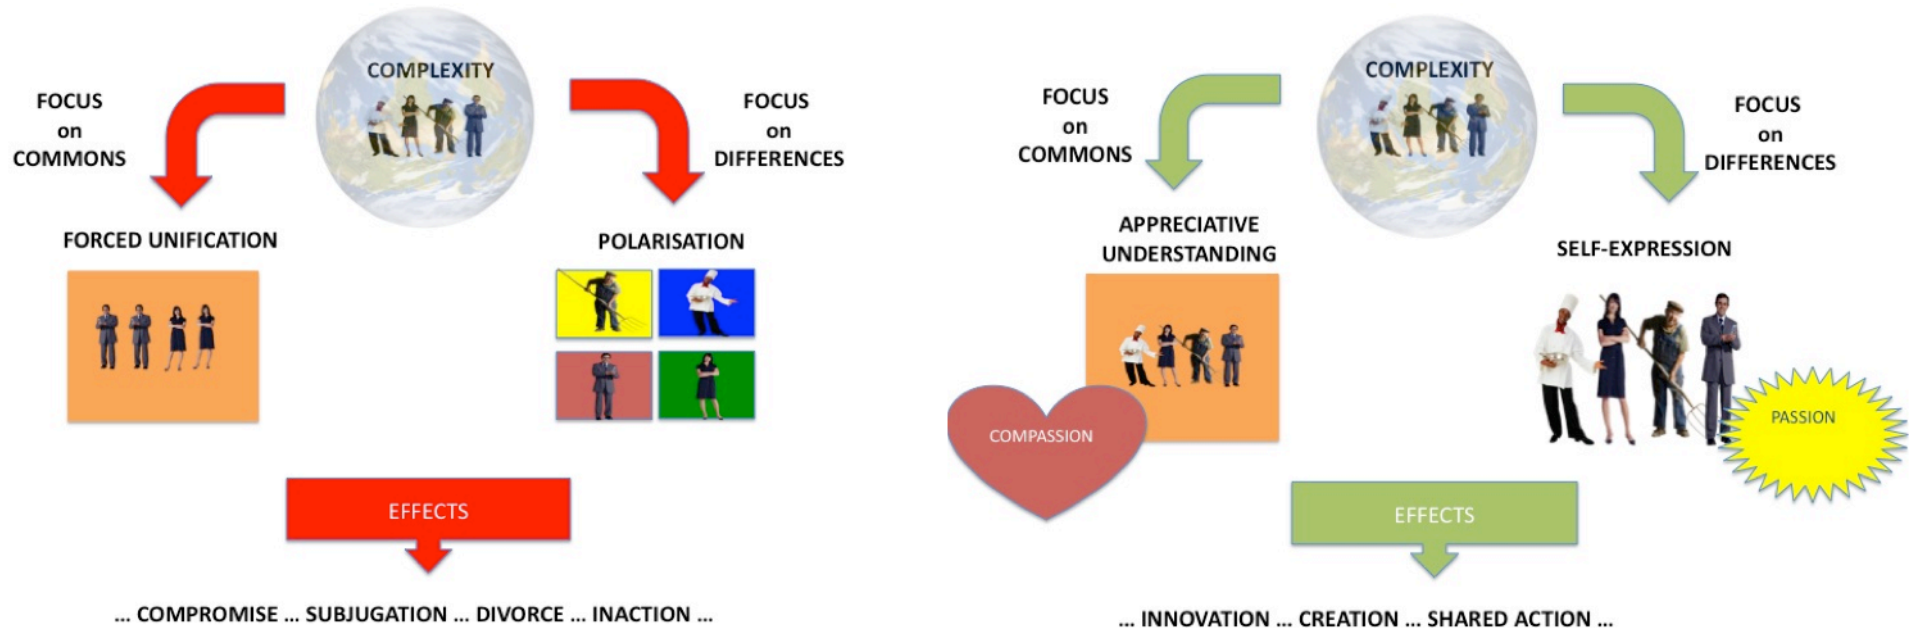 COMPLEXITY
FOCUS
on
COMMONS
FOCUS
on
DIFFERENCES
FORCED UNIFICATION
POLARISATION
EFFECTS
... COMPROMISE ... SUBJUGATION ... DIVORCE ... INACTION ...
COMPLEXITY
FOCUS
on
COMMONS
FOCUS
on
DIFFERENCES
APPRECIATIVE
UNDERSTANDING
SELF-EXPRESSION
COMPASSION
PASSION
EFFECTS
... INNOVATION ... CREATION ... SHARED ACTION ...